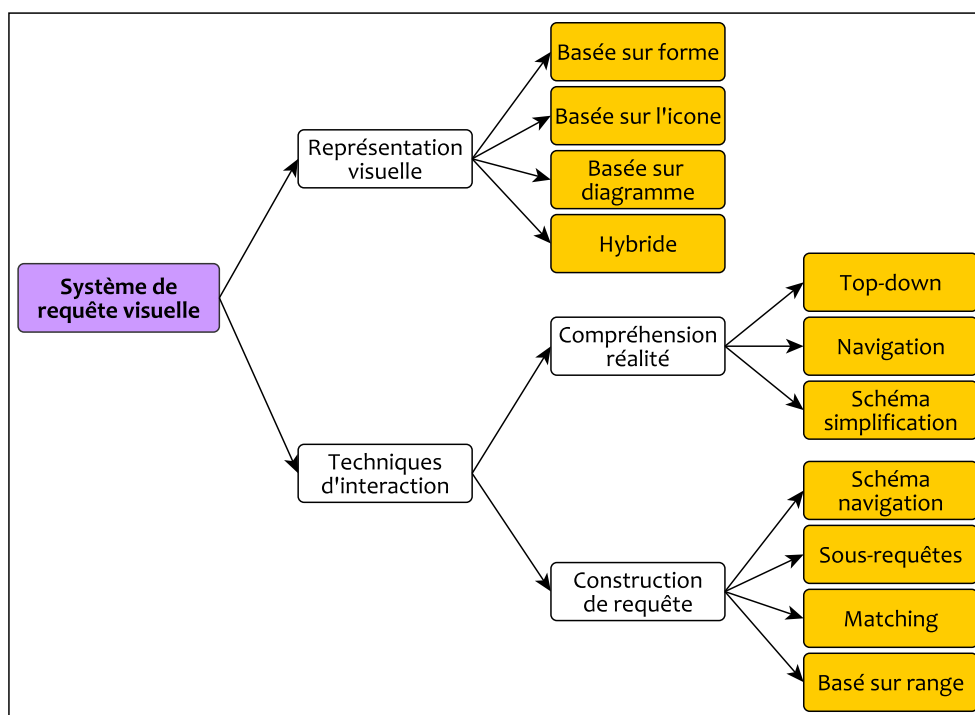 Basée sur forme
Basée sur l'icone
Représentation
visuelle
Basée sur
diagramme
Hybride
Système de
requête visuelle
Top-down
Compréhension
réalité
Navigation
Schéma
simplification
Techniques
d'interaction
Schéma
navigation
Sous-requêtes
Construction
de requête
Matching
Basé sur range